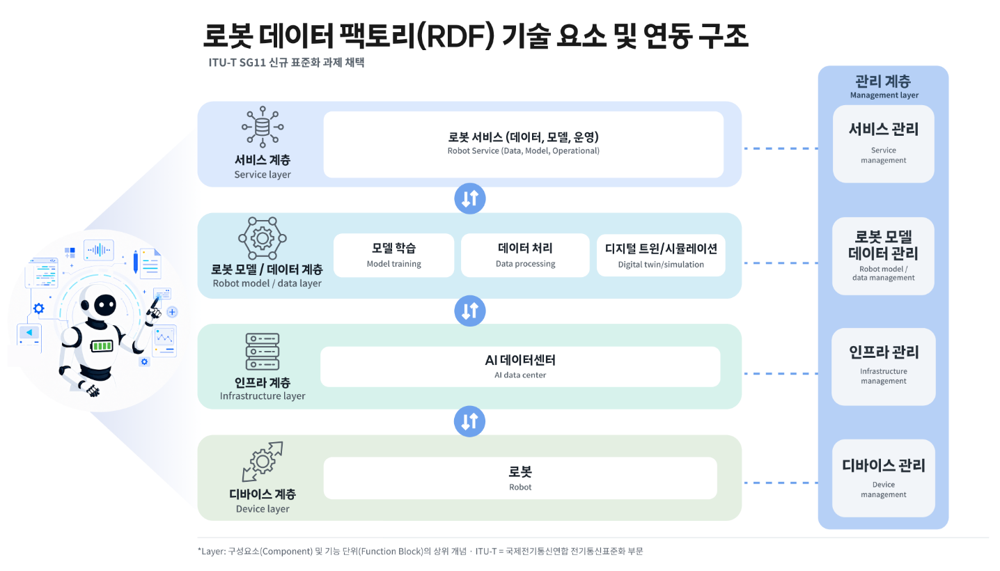 로봇 데이터 팩토리(RDF) 기술 요소 및 연동 구조
ITU-T SG11 신규 표준화 과제 채택
관리 계층
Management layer
서비스 계층
Service layer
로봇 서비스 (데이터, 모델, 운영)
Robot Service (Data, Model, Operational)
서비스 관리
Service
management
로봇 모델 / 데이터 계층
Robot model / data layer
모델 학습
Model training
데이터 처리
Data processing
디지털 트윈/시뮬레이션
Digital twin/simulation
로봇 모델
데이터 관리
Robot model /
data management
인프라 계층
Infrastructure layer
AI 데이터센터
AI data center
인프라 관리
Infrastructure
management
디바이스 계층
Device layer
로봇
Robot
디바이스 관리
Device
management
*Layer: 구성요소(Component) 및 기능 단위(Function Block)의 상위 개념 · ITU-T = 국제전기통신연합 전기통신표준화 부문